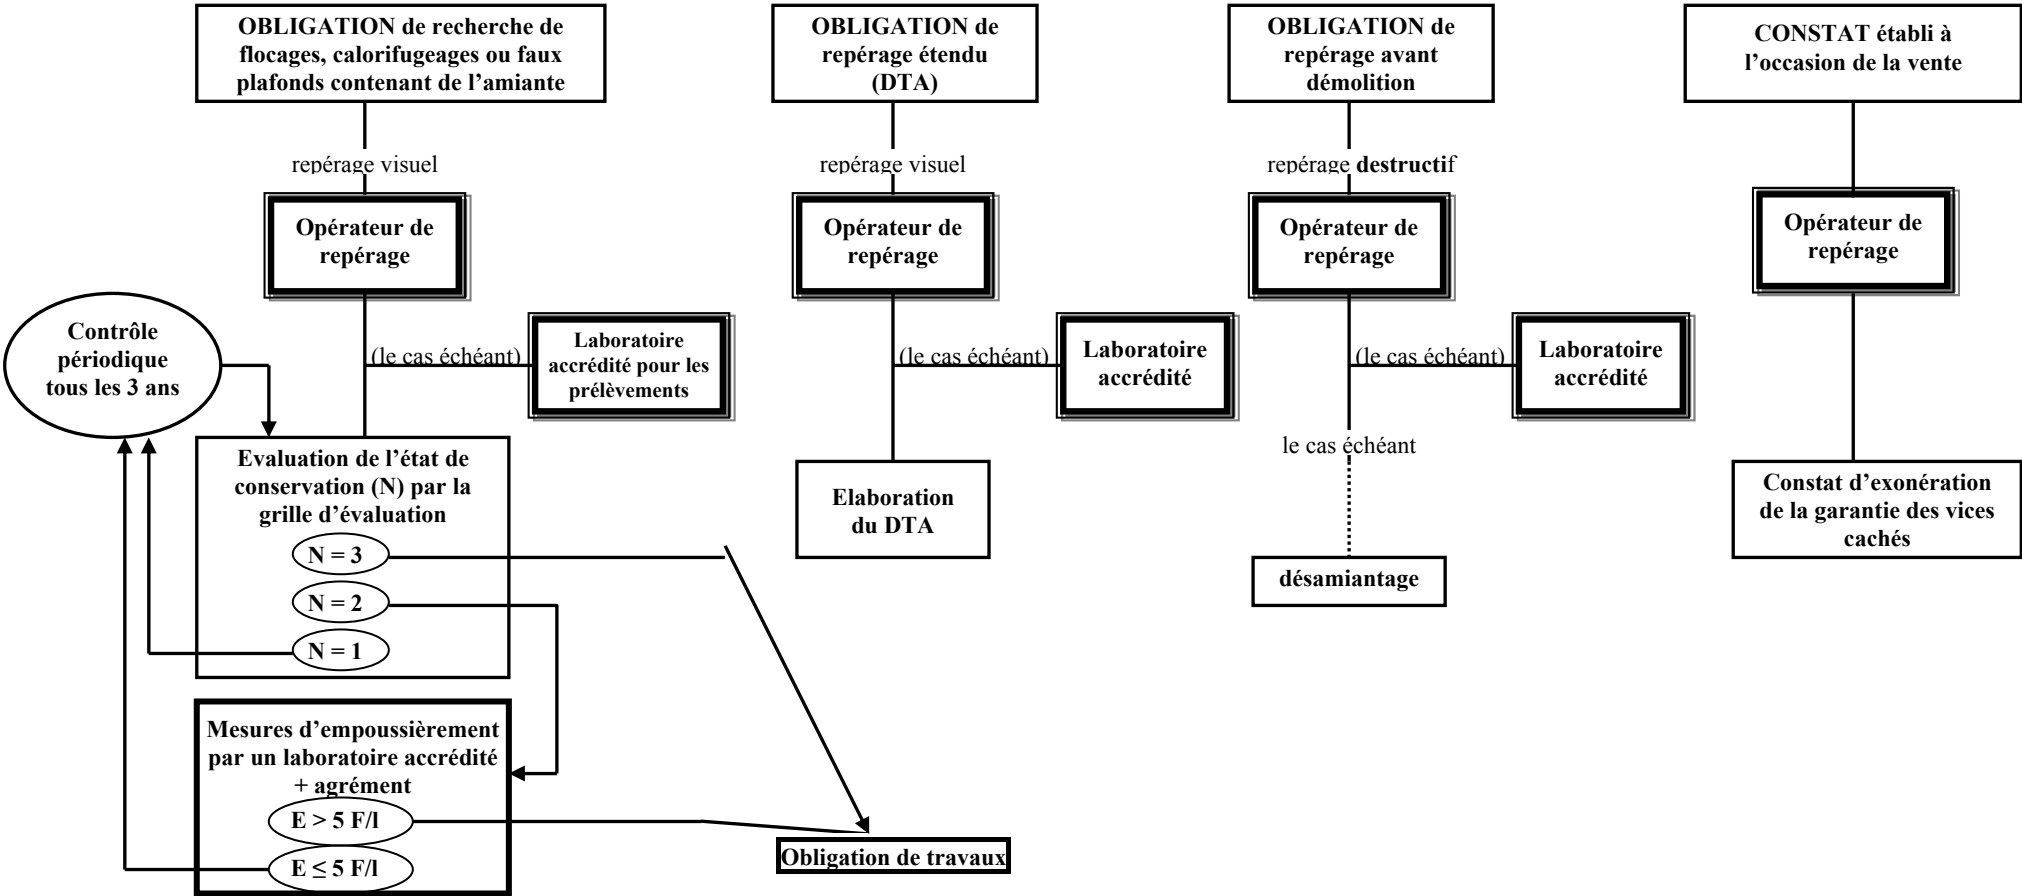 OBLIGATION de recherche de
flocages, calorifugeages ou faux
plafonds contenant de l’amiante
OBLIGATION de
repérage étendu
(DTA)
OBLIGATION de
repérage avant
démolition
CONSTAT établi à
l’occasion de la vente
repérage visuel
repérage visuel
repérage destructif
Opérateur de
repérage
Opérateur de
repérage
Opérateur de
repérage
Opérateur de
repérage
Contrôle
périodique
tous les 3 ans
(le cas échéant)
Laboratoire
accrédité pour les
prélèvements
(le cas échéant)
Laboratoire
accrédité
(le cas échéant)
Laboratoire
accrédité
le cas échéant
Evaluation de l’état de
conservation (N) par la
grille d’évaluation
N = 3
N = 2
N = 1
Elaboration
du DTA
désamiantage
Constat d’exonération
de la garantie des vices
cachés
Mesures d’empoussièrement
par un laboratoire accrédité
+ agrément
E > 5 F/l
E ≤ 5 F/l
Obligation de travaux